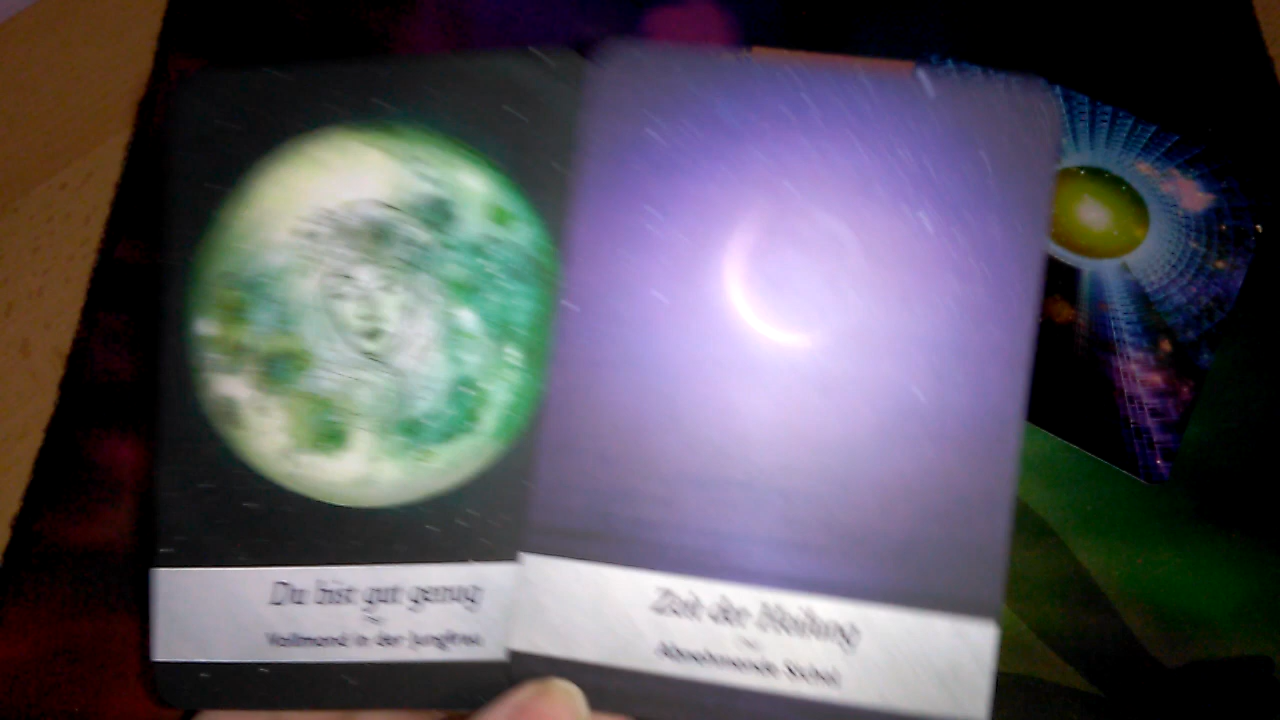 Du bist gut genug
Vollmond in der Jungfrau
Zeit der Heilung
Abnehmende Sichel